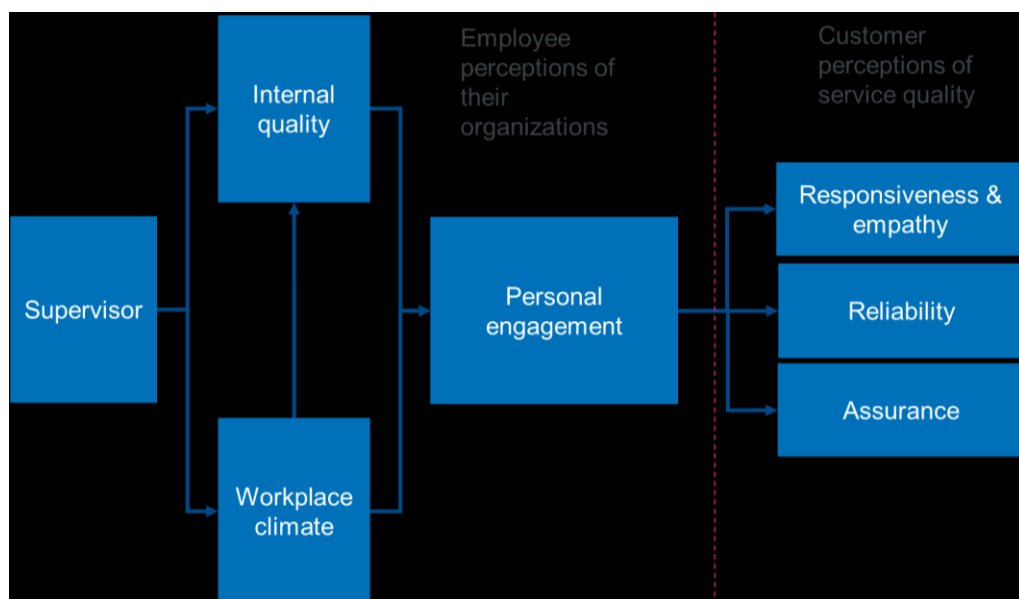 Employee
perceptions of
their
organizations
Customer
perceptions of
service quality
Internal
quality
Responsiveness &
empathy
Supervisor
Personal
engagement
Reliability
Assurance
Workplace
climate